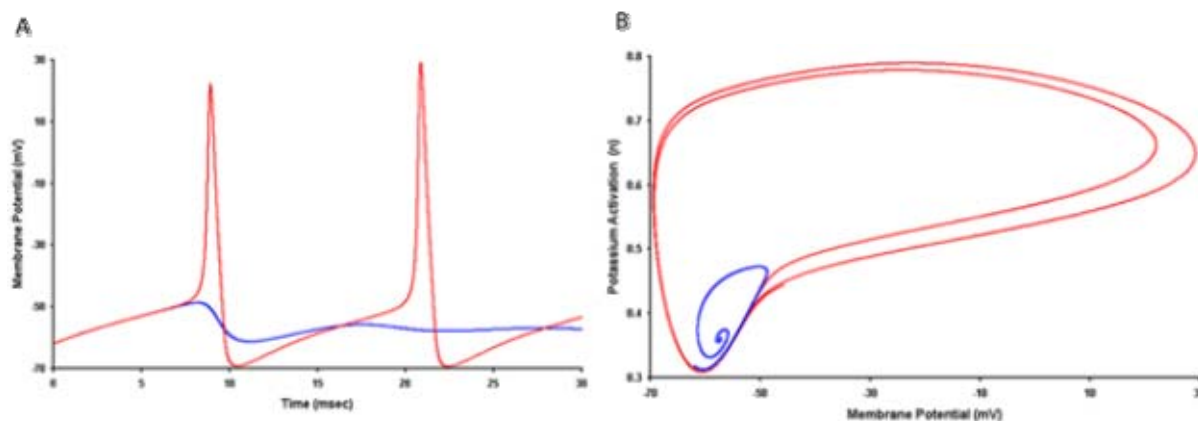 A
30
10
-10
-30
-50
-70
Membrane Potential (mV)
0 5 10 15 20 25 30
Time (msec)
B
0.8
0.7
0.6
0.5
0.4
0.3
Potassium Activation (n)
-70 -50 -30 -10 10 3
Membrane Potential (mV)